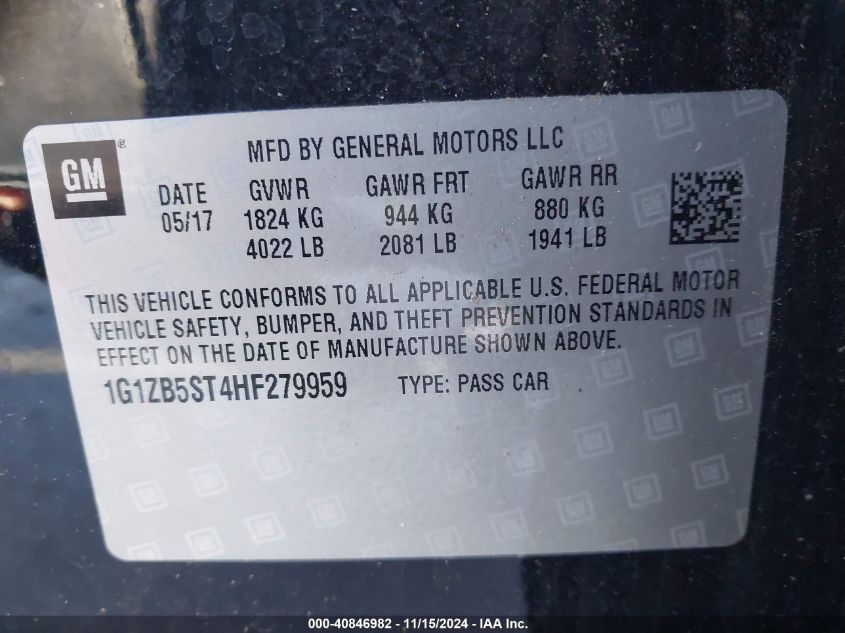 MFD BY GENERAL MOTORS LLC
GM®
DATE GVWR GAWR FRT GAWR RR
05/17 1824 KG 944 KG 880 KG
4022 LB 2081 LB 1941 LB
THIS VEHICLE CONFORMS TO ALL APPLICABLE U.S. FEDERAL MOTOR
VEHICLE SAFETY, BUMPER, AND THEFT PREVENTION STANDARDS IN
EFFECT ON THE DATE OF MANUFACTURE SHOWN ABOVE.
1G1ZB5ST4HF279959 TYPE: PASS CAR
000-40846982 - 11/15/2024 - IAA Inc.